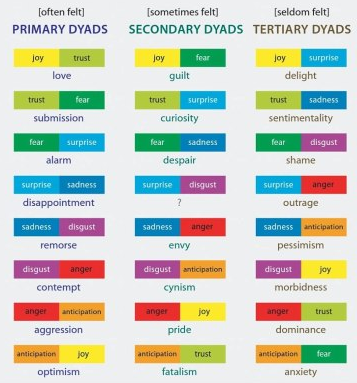 [often felt] [sometimes felt] [seldom felt]
PRIMARY DYADS SECONDARY DYADS TERTIARY DYADS
joy trust joy fear joy surprise
love guilt delight
trust fear trust surprise trust sadness
submission curiosity sentimentality
fear surprise fear sadness fear disgust
alarm despair shame
surprise sadness surprise disgust surprise anger
disappointment ? outrage
sadness disgust sadness anger sadness anticipation
remorse envy pessimism
disgust anger disgust anticipation disgust joy
contempt cynism morbidness
anger anticipation anger joy anger trust
aggression pride dominance
anticipation joy anticipation trust anticipation fear
optimism fatalism anxiety